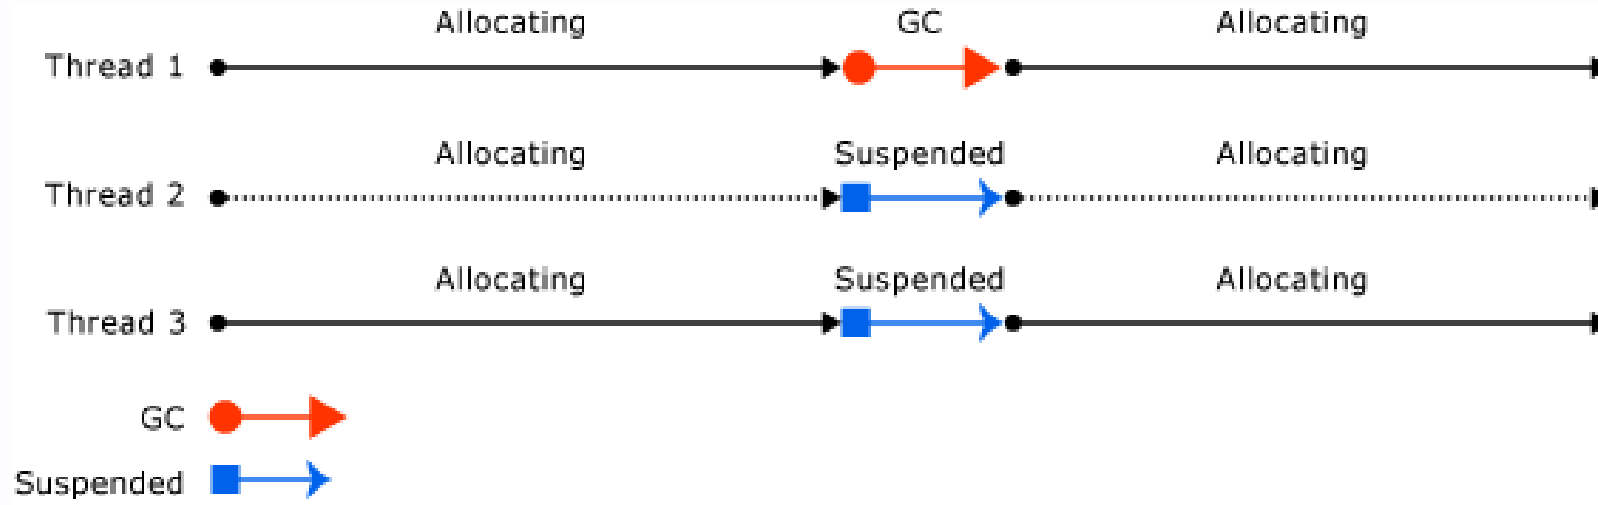 Allocating GC Allocating
Thread 1
Allocating Suspended Allocating
Thread 2
Allocating Suspended Allocating
Thread 3
GC
Suspended